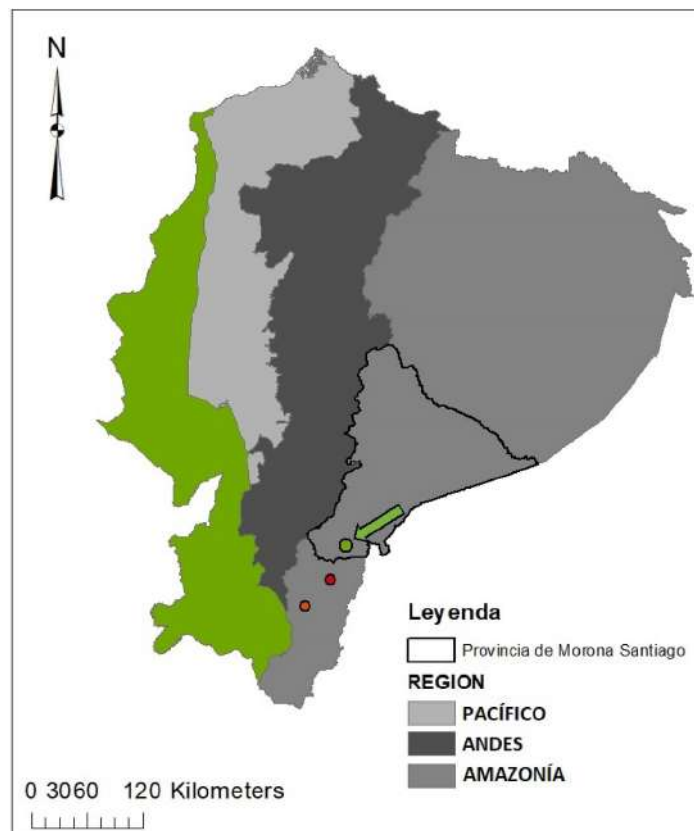 N
Leyenda
Provincia de Morona Santiago
REGION
PACÍFICO
ANDES
AMAZONÍA
0 3060 120 Kilometers